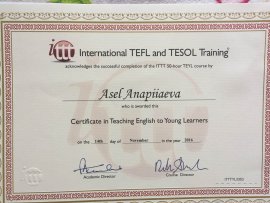 ittt International TEFL and TESOL Training
acknowledges the successful completion of the ITTT 50-hour TEYL course by
Asel Anapiiaeva
who is awarded this
Certificate in Teaching English to Young Learners
on the 14th day of November in the year 2016
Academic Director
Course Director